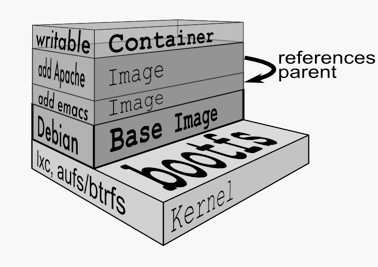 writable Container
references
parent
add Apache Image
add emacs Image
Debian Base Image
lxc, aufs/btrfs bootfs
Kernel